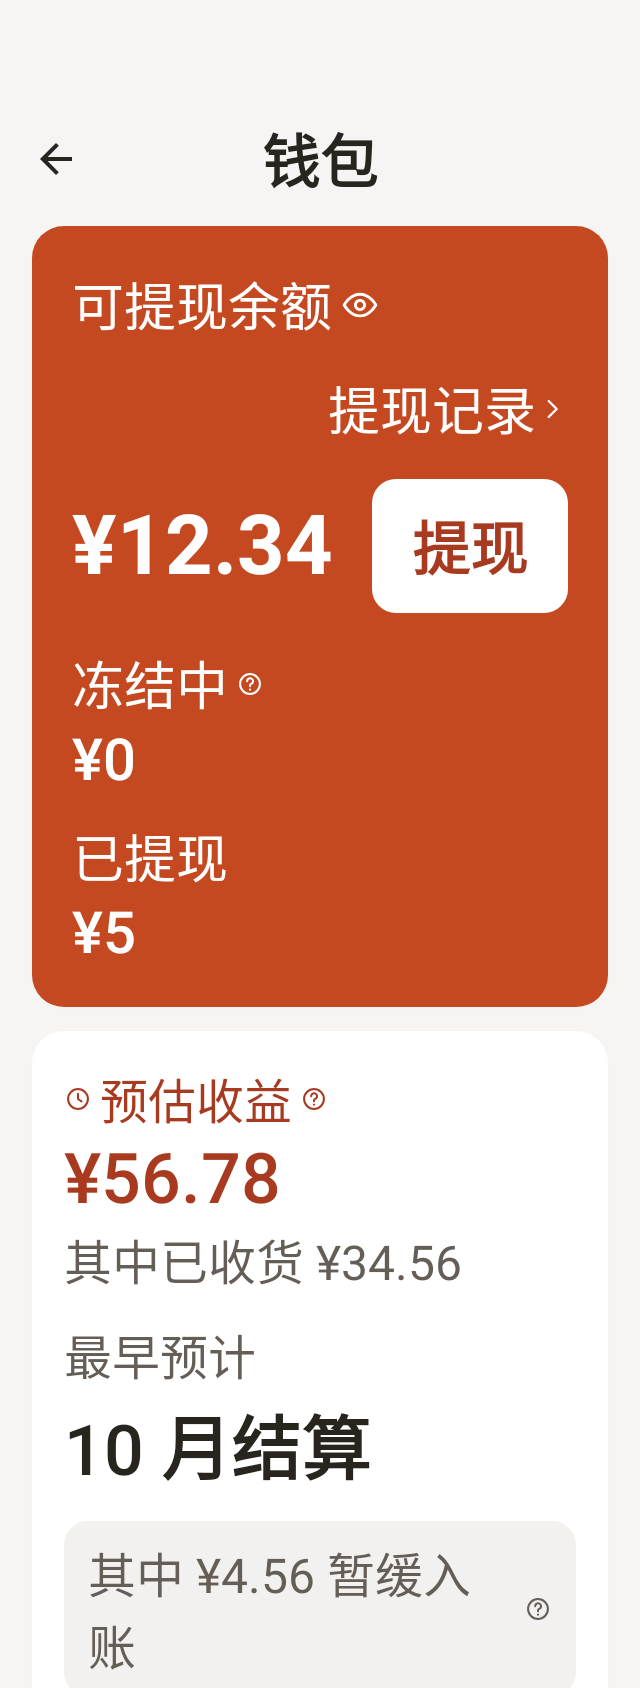 钱包
可提现余额
提现记录
¥12.34
提现
冻结中
¥0
已提现
¥5
预估收益
¥56.78
其中已收货 ¥34.56
最早预计
10 月结算
其中 ¥4.56 暂缓入
账